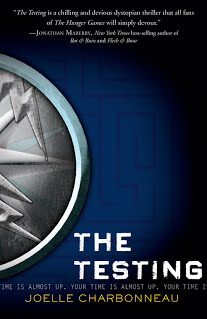 "The Testing is a chilling and devious dystopian thriller that all fans
of The Hunger Games will simply devour."
—JONATHAN MABERRY, New York Times best-selling author of
Rot & Ruin and Flesh & Bone
THE
TESTING
TIME IS ALMOST UP. YOUR TIME IS ALMOST UP. YOUR TIME IS
JOELLE CHARBONNEAU